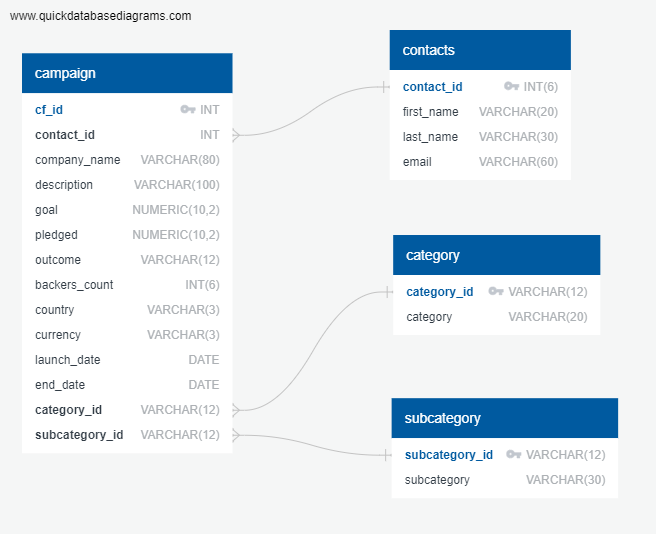 www.quickdatabasediagrams.com
campaign
cf_id INT
contact_id INT
company_name VARCHAR(80)
description VARCHAR(100)
goal NUMERIC(10,2)
pledged NUMERIC(10,2)
outcome VARCHAR(12)
backers_count INT(6)
country VARCHAR(3)
currency VARCHAR(3)
launch_date DATE
end_date DATE
category_id VARCHAR(12)
subcategory_id VARCHAR(12)
contacts
contact_id INT(6)
first_name VARCHAR(20)
last_name VARCHAR(30)
email VARCHAR(60)
category
category_id VARCHAR(12)
category VARCHAR(20)
subcategory
subcategory_id VARCHAR(12)
subcategory VARCHAR(30)